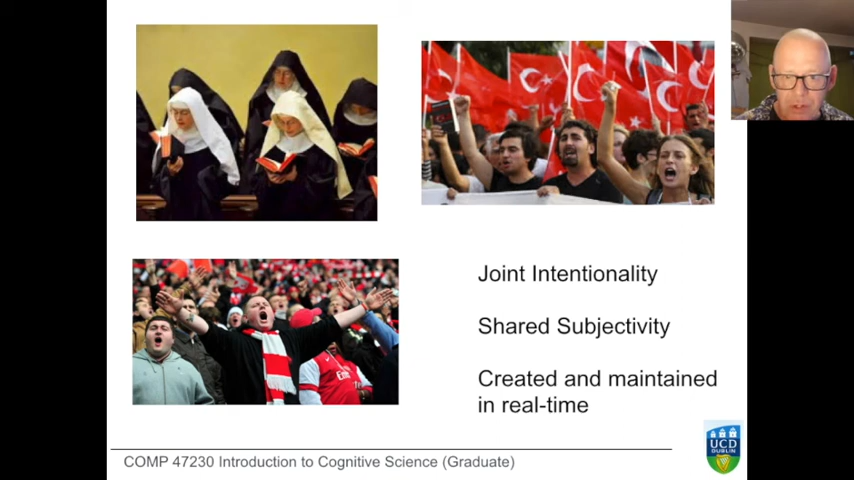 Joint Intentionality
Shared Subjectivity
Created and maintained
in real-time
COMP 47230 Introduction to Cognitive Science (Graduate)
UCD
DUBLIN